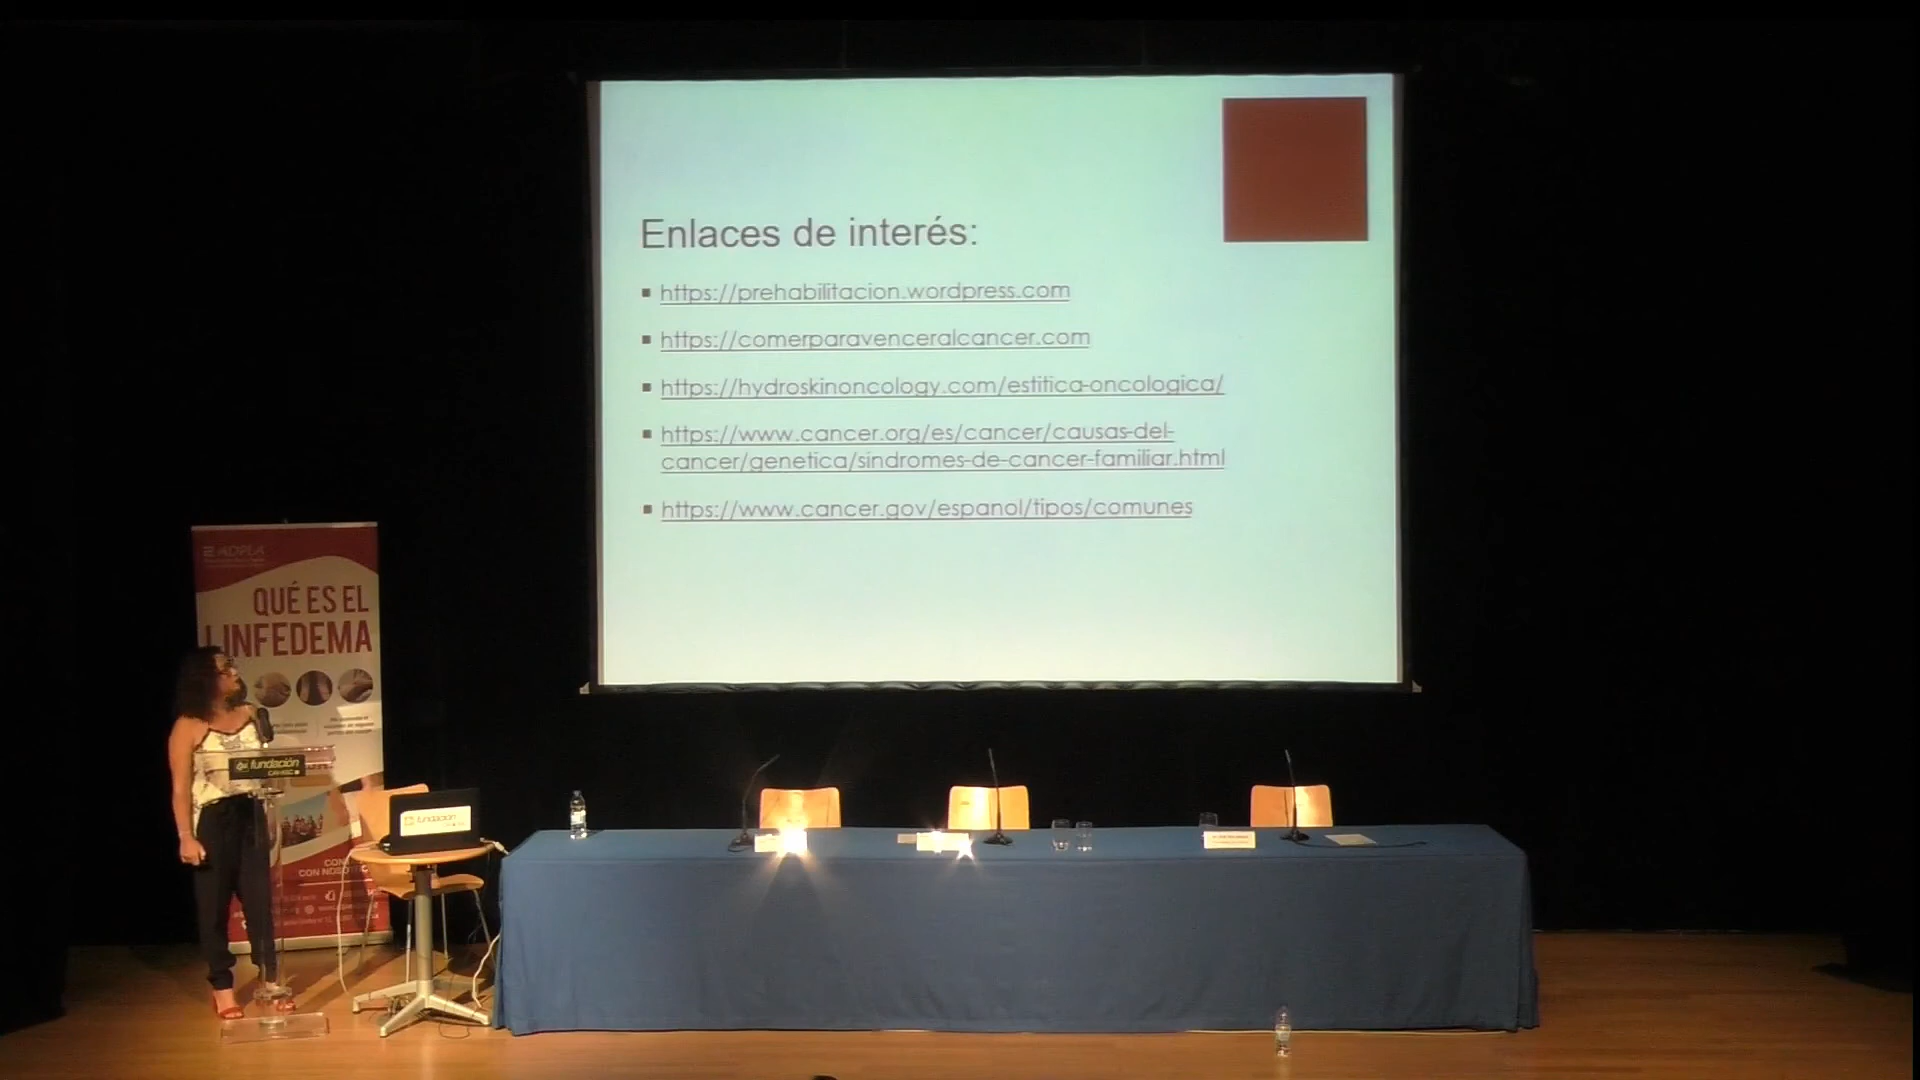 Enlaces de interés:
https://prehabilitacion.wordpress.com
https://comerparavenceralcancer.com
https://hydroskinoncology.com/estitica-oncologica/
https://www.cancer.org/es/cancer/causas-del-
cancer/genetica/sindromes-de-cancer-familiar.html
https://www.cancer.gov/espanol/tipos/comunes
ADPLA
QUÉ ES EL
LINFEDEMA
fundación
fundación